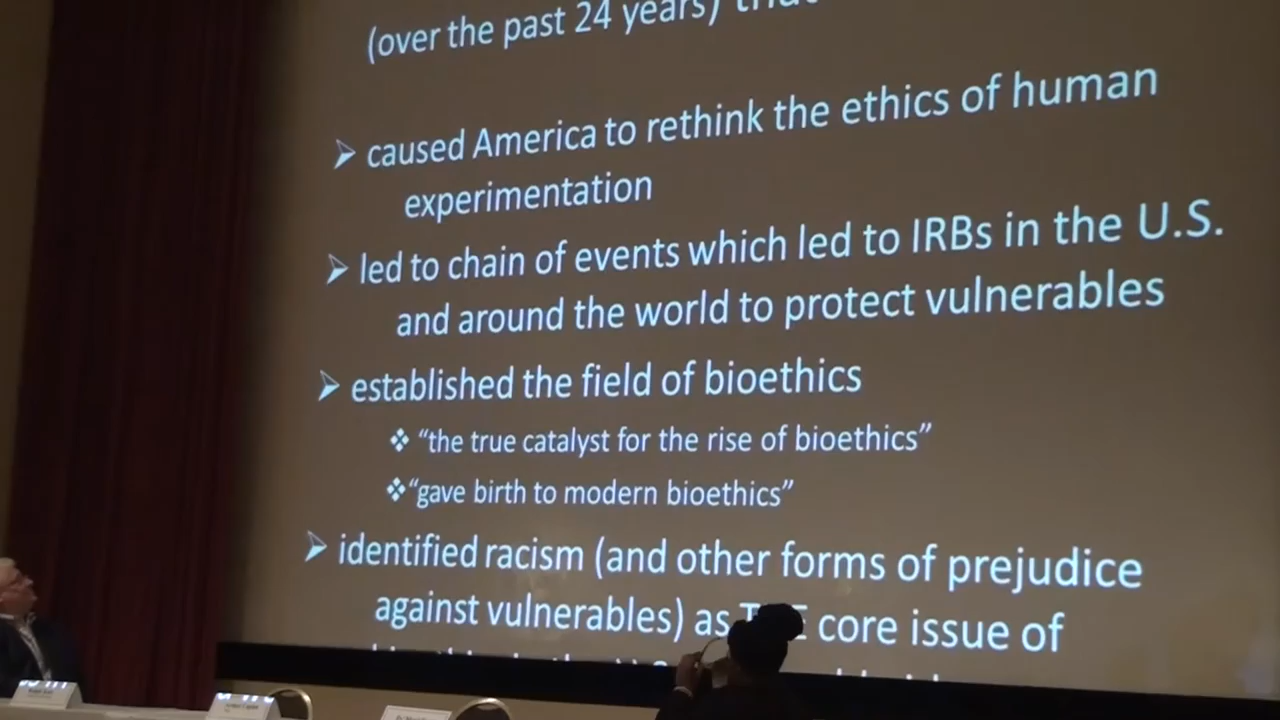 (over the past 24 years) that
➢ caused America to rethink the ethics of human
experimentation
➢ led to chain of events which led to IRBs in the U.S.
and around the world to protect vulnerables
➢ established the field of bioethics
❖ “the true catalyst for the rise of bioethics”
❖“gave birth to modern bioethics”
➢ identified racism (and other forms of prejudice
against vulnerables) as THE core issue of